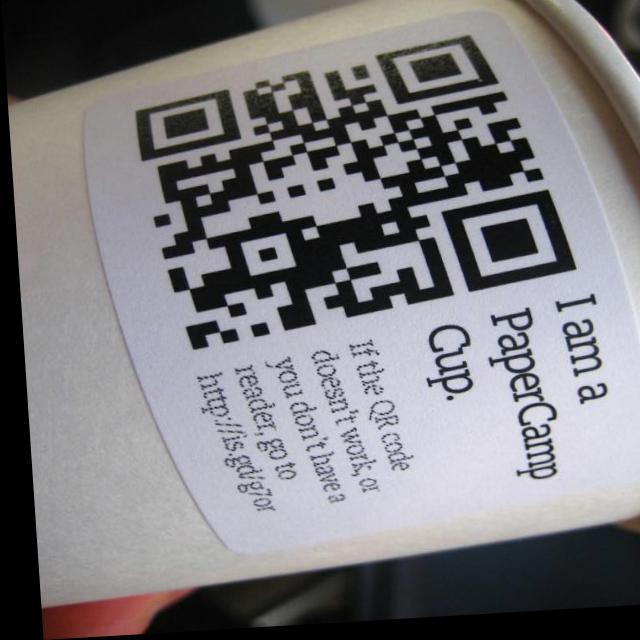 I am a
PaperCamp
Cup.
If the QR code
doesn't work, or
you don't have a
reader, go to
http://is.gd/g7or